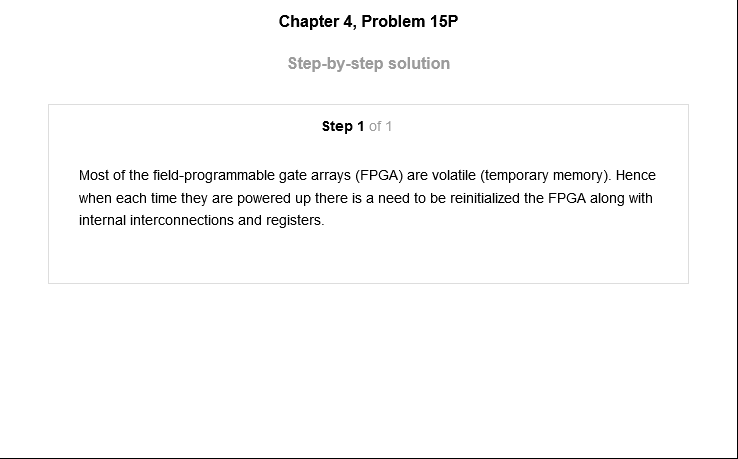 Chapter 4, Problem 15P
Step-by-step solution
Step 1 of 1
Most of the field-programmable gate arrays (FPGA) are volatile (temporary memory). Hence
when each time they are powered up there is a need to be reinitialized the FPGA along with
internal interconnections and registers.